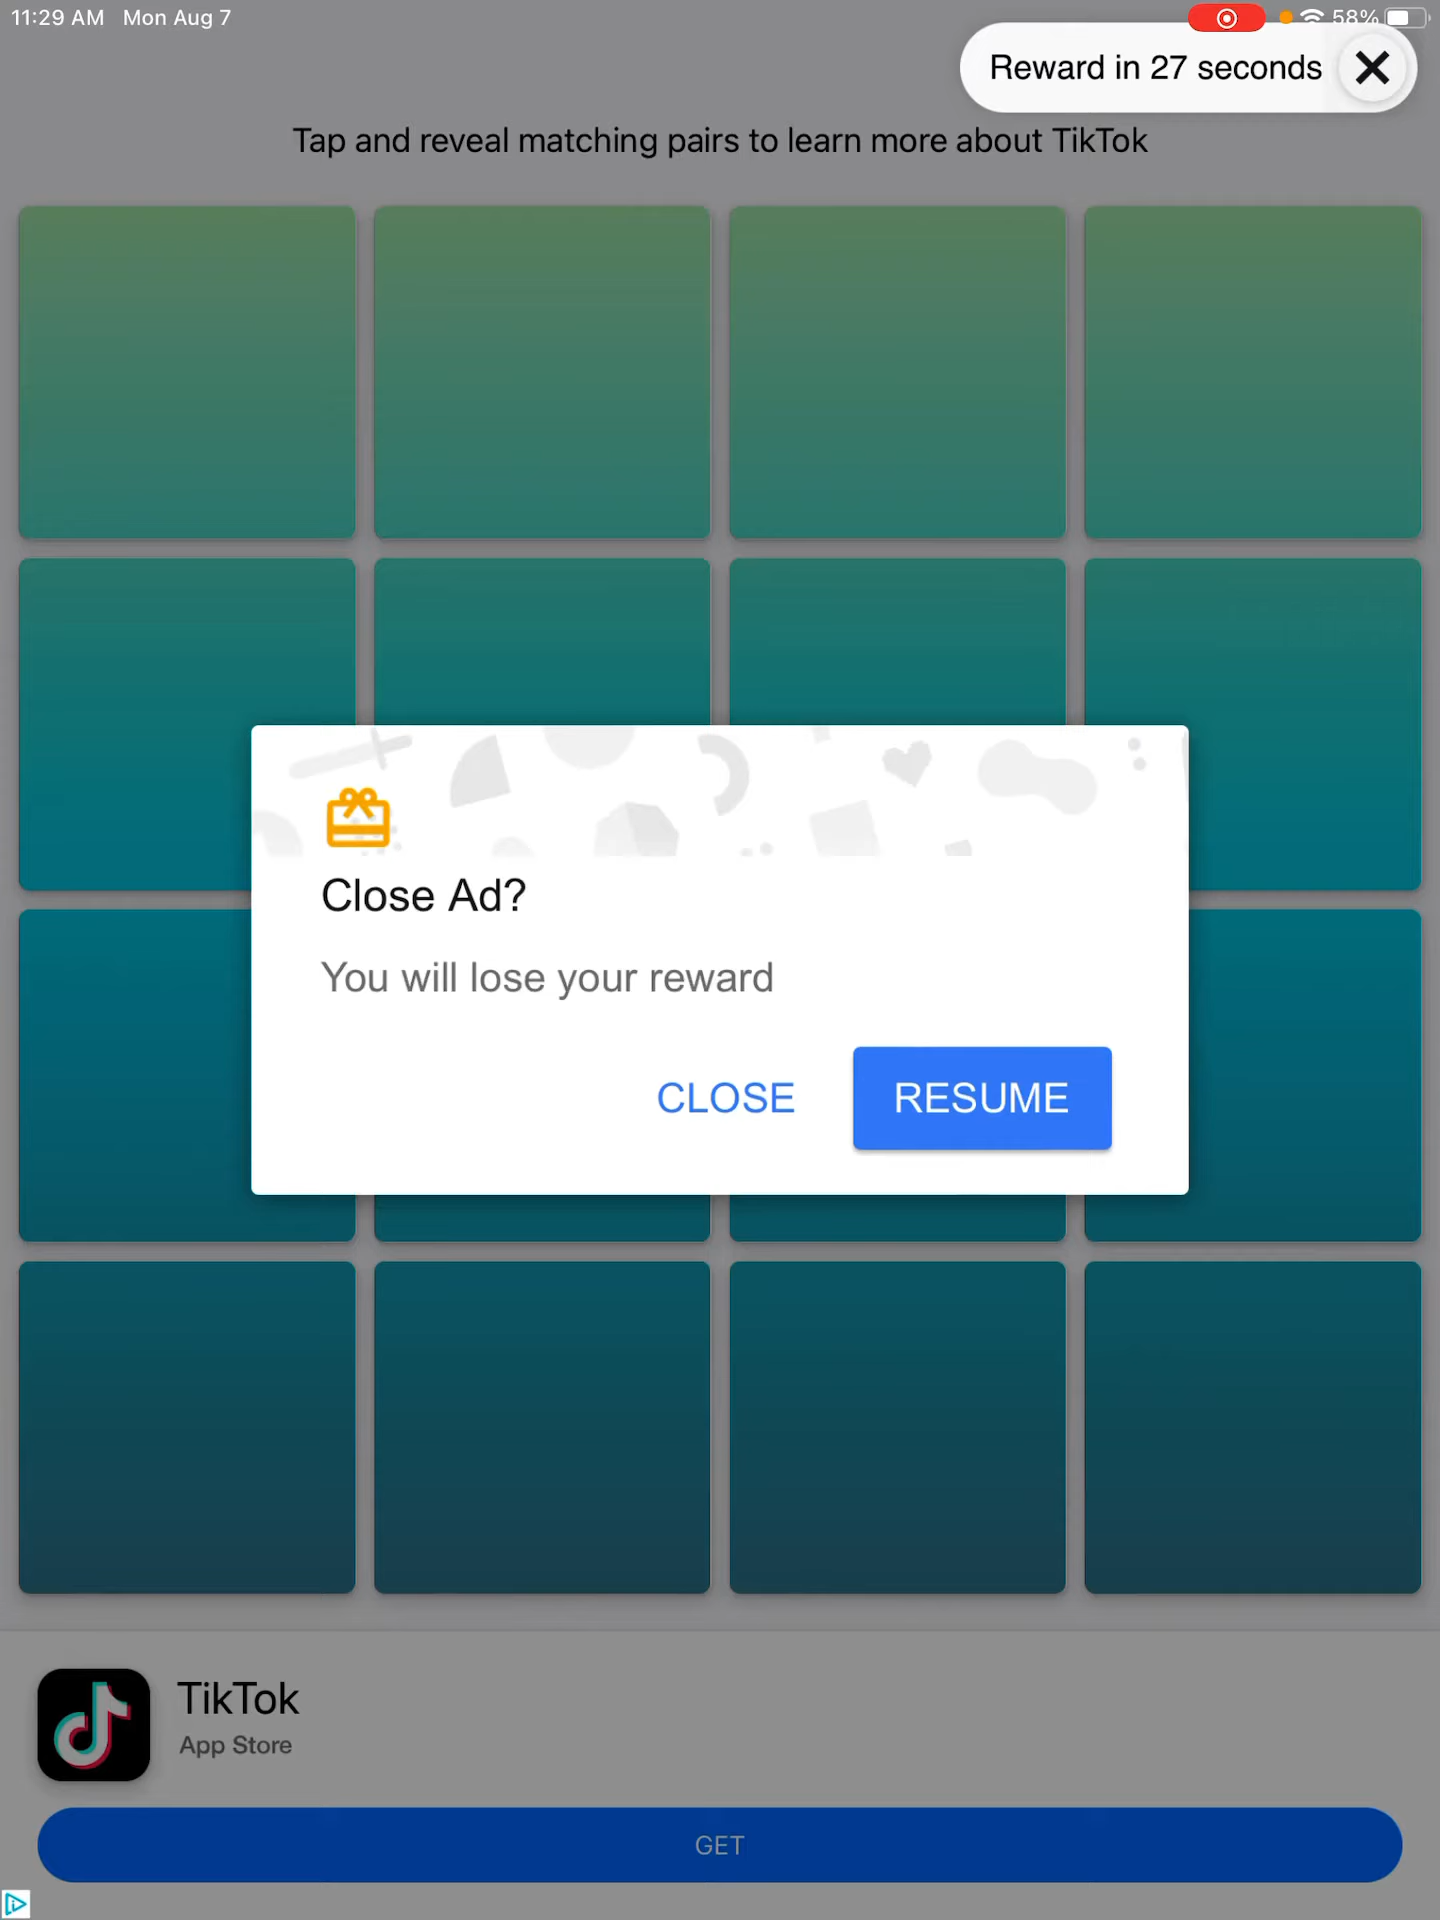 11:29 AM Mon Aug 7
58%
Reward in 27 seconds
Tap and reveal matching pairs to learn more about TikTok
Close Ad?
You will lose your reward
CLOSE
RESUME
TikTok
App Store
GET